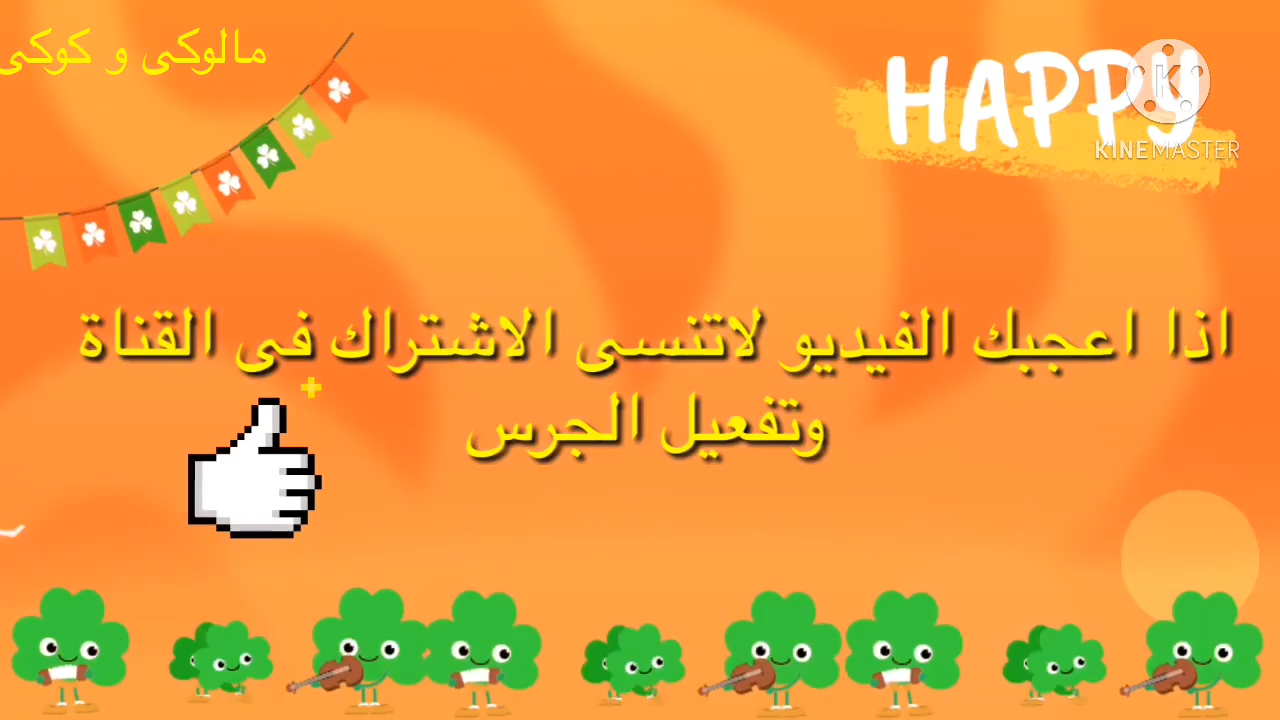 مالوكى و كوكى
HAPPY
KINEMASTER
اذا اعجبك الفيديو لاتنسى الاشتراك فى القناة
وتفعيل الجرس